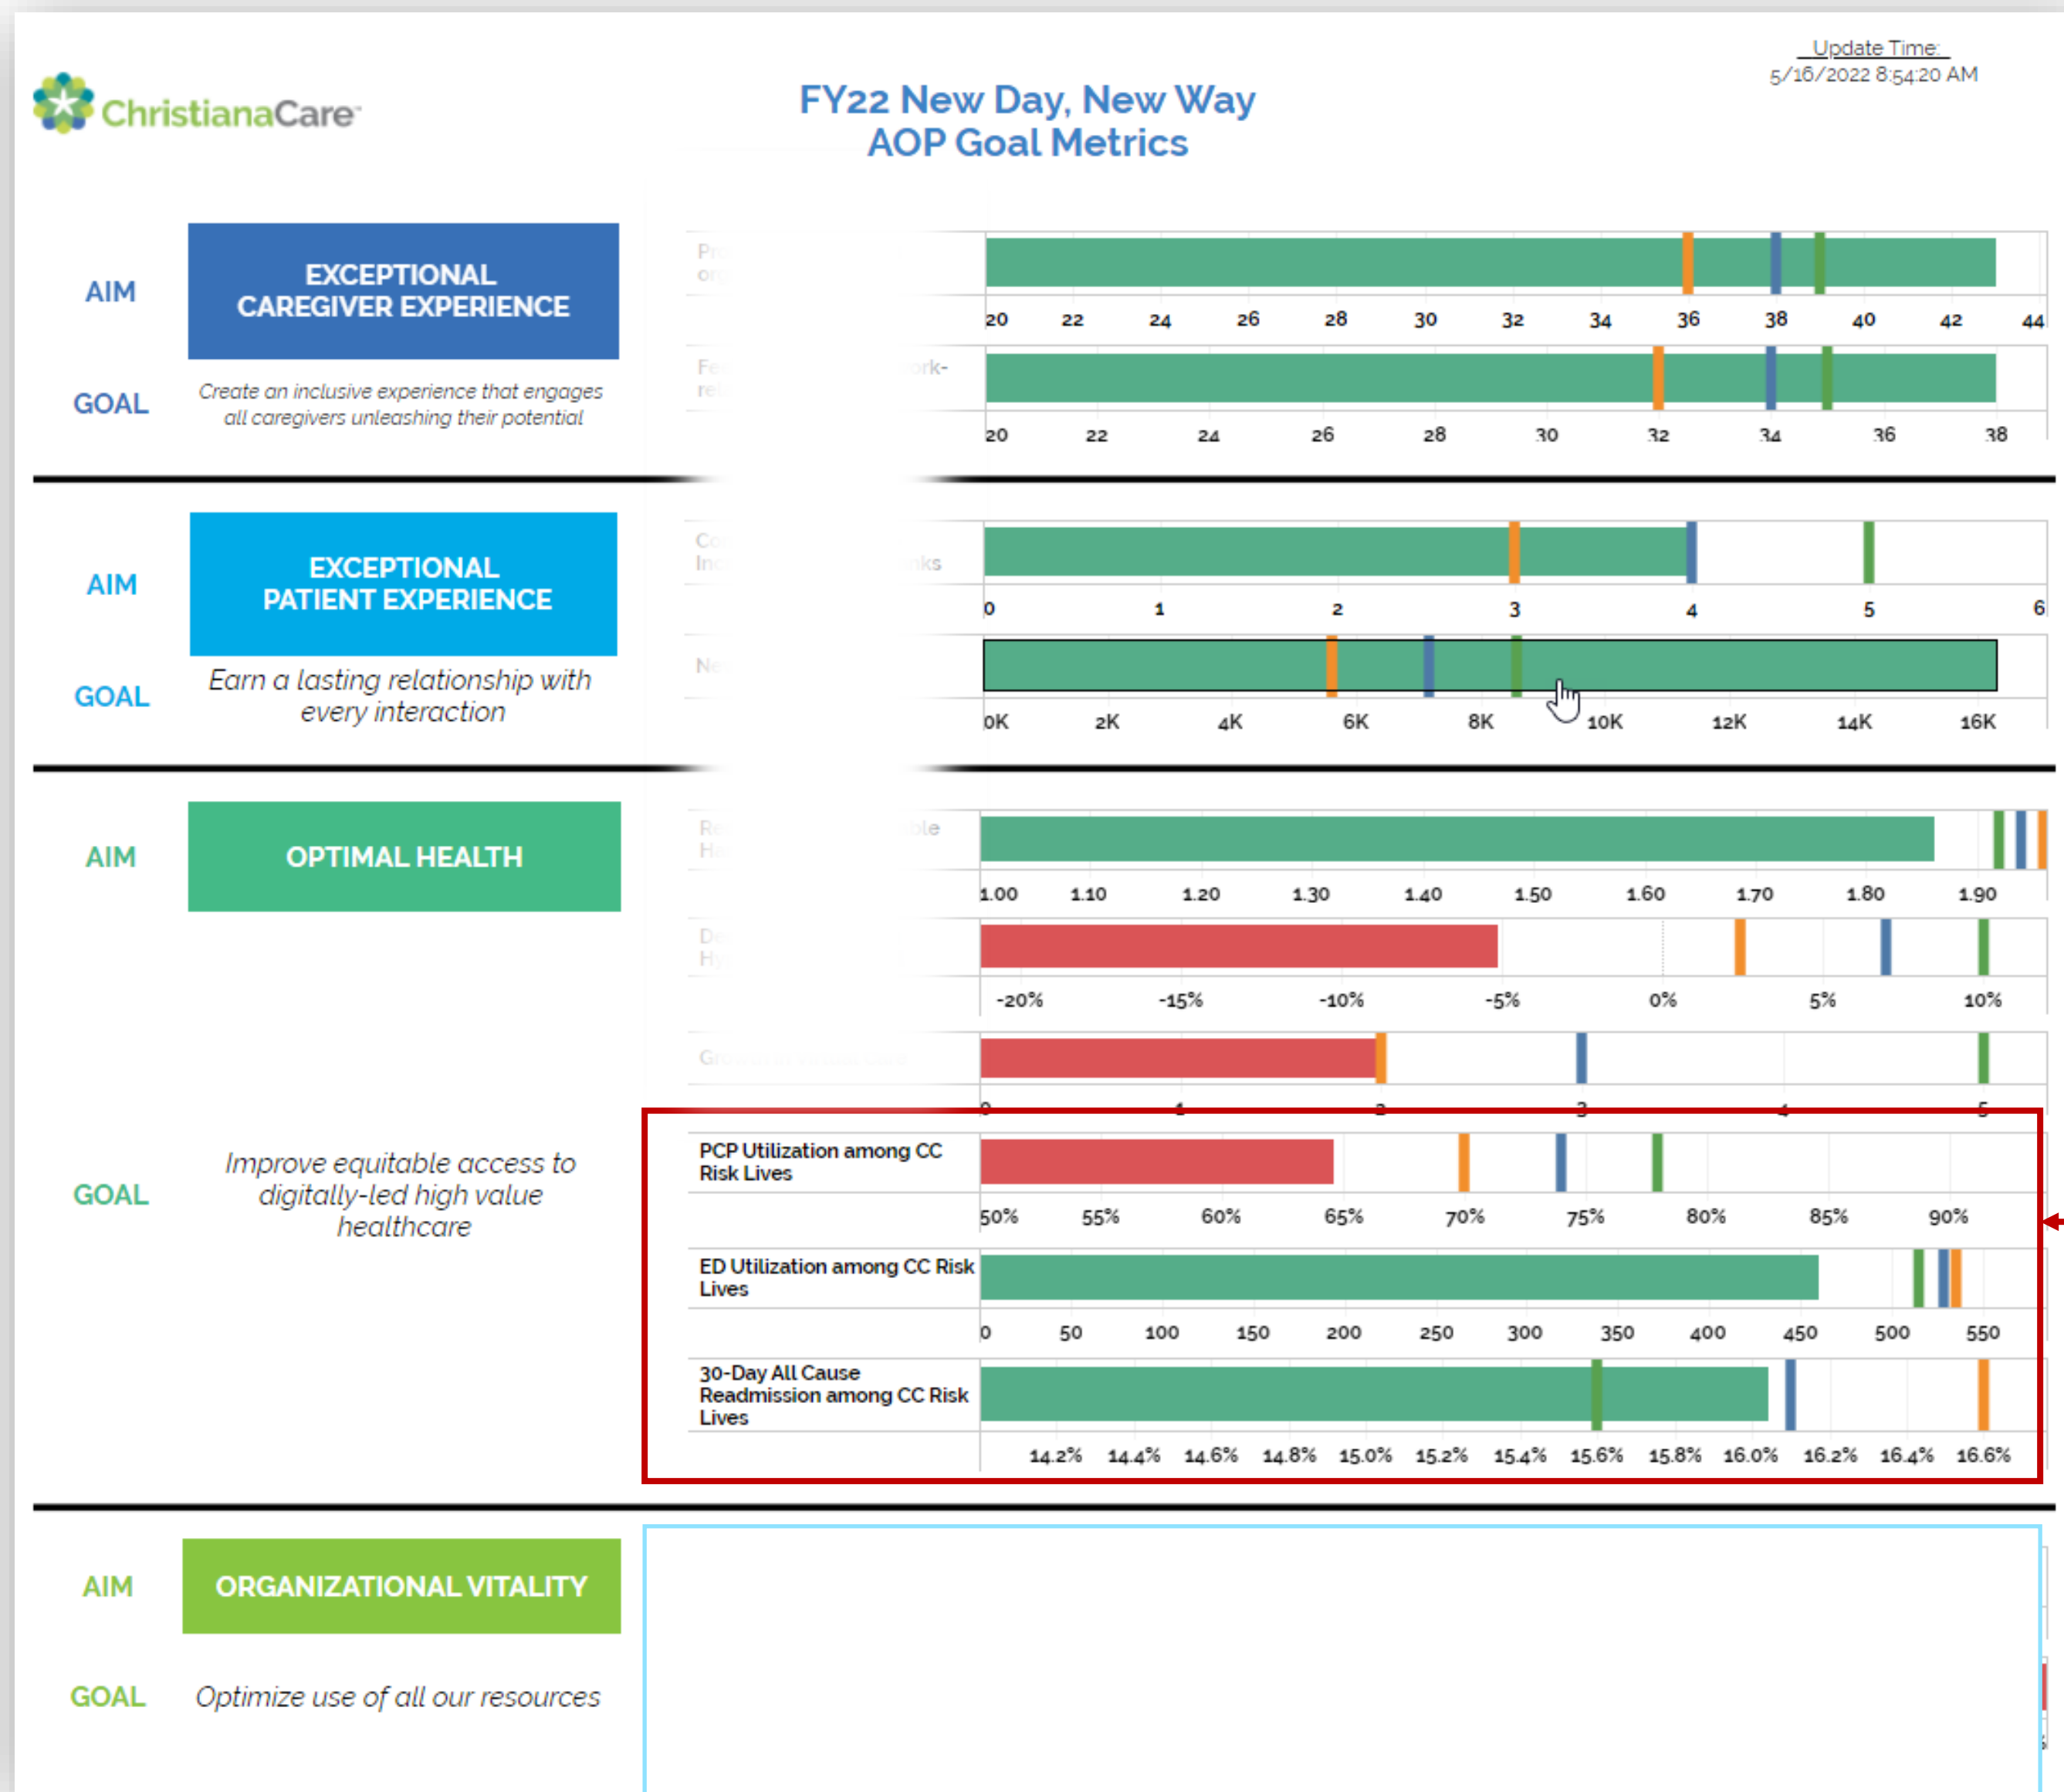 Update Time:
5/16/2022 8:54:20 AM
ChristianaCare
FY22 New Day, New Way
AOP Goal Metrics
AIM
EXCEPTIONAL
CAREGIVER EXPERIENCE
GOAL
Create an inclusive experience that engages
all caregivers unleashing their potential
20 22 24 26 28 30 32 34 36 38 40 42 44
20 22 24 26 28 30 32 34 36 38
AIM
EXCEPTIONAL
PATIENT EXPERIENCE
GOAL
Earn a lasting relationship with
every interaction
0 1 2 3 4 5 6
0K 2K 4K 6K 8K 10K 12K 14K 16K
AIM
OPTIMAL HEALTH
1.00 1.10 1.20 1.30 1.40 1.50 1.60 1.70 1.80 1.90
-20% -15% -10% -5% 0% 5% 10%
0 1 2 3 4 5
GOAL
Improve equitable access to
digitally-led high value
healthcare
PCP Utilization among CC
Risk Lives
50% 55% 60% 65% 70% 75% 80% 85% 90%
ED Utilization among CC Risk
Lives
0 50 100 150 200 250 300 350 400 450 500 550
30-Day All Cause
Readmission among CC Risk
Lives
14.2% 14.4% 14.6% 14.8% 15.0% 15.2% 15.4% 15.6% 15.8% 16.0% 16.2% 16.4% 16.6%
AIM
ORGANIZATIONAL VITALITY
GOAL
Optimize use of all our resources